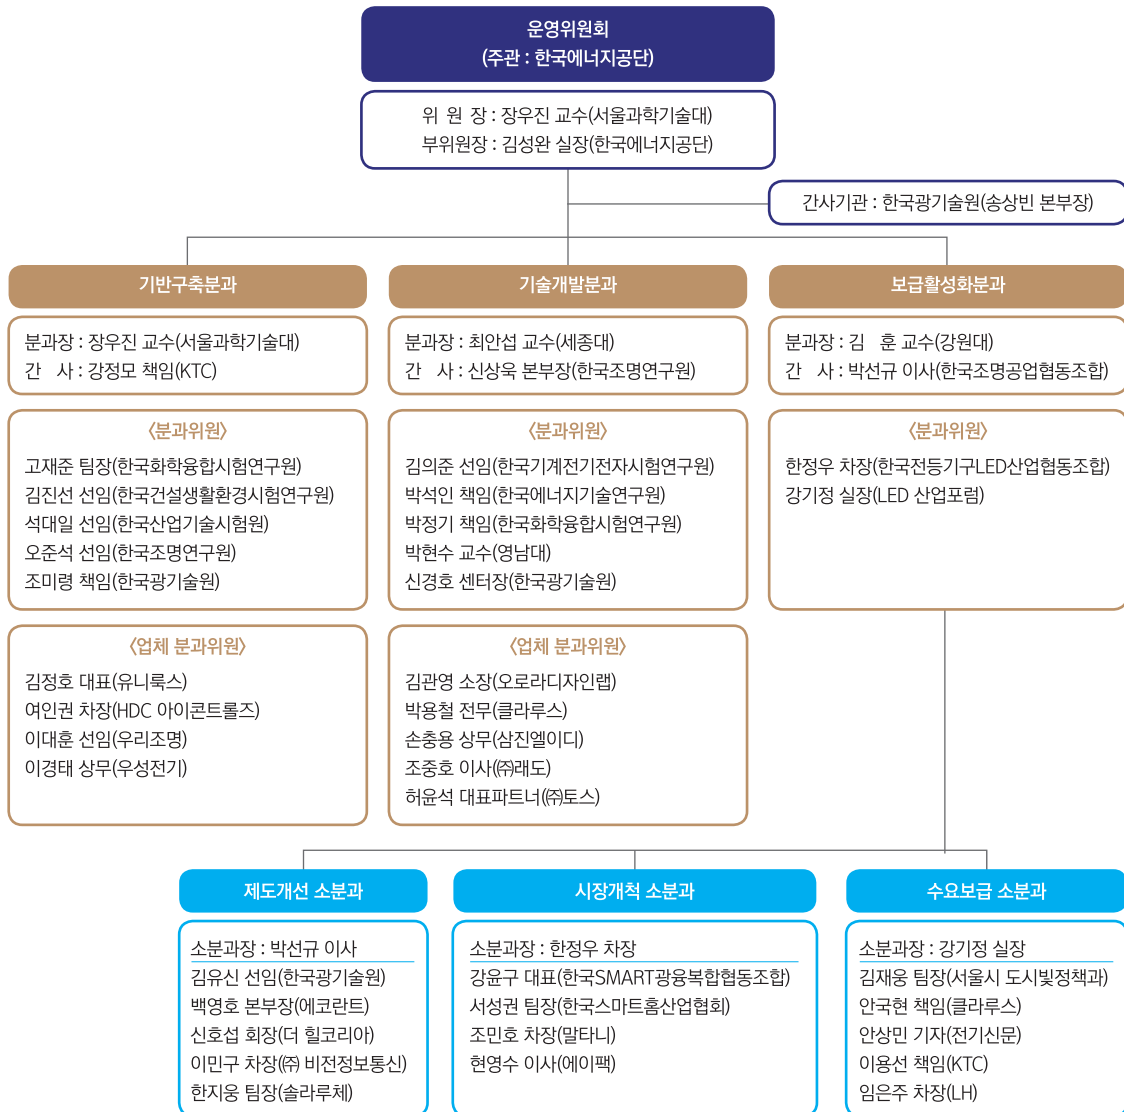 운영위원회
(주관 : 한국에너지공단)
위 원 장 : 장우진 교수(서울과학기술대)
부위원장 : 김성완 실장(한국에너지공단)
간사기관 : 한국광기술원(송상빈 본부장)
기반구축분과
분과장 : 장우진 교수(서울과학기술대)
간 사 : 강정모 책임(KTC)
〈분과위원〉
고재준 팀장(한국화학융합시험연구원)
김진선 선임(한국건설생활환경시험연구원)
석대일 선임(한국산업기술시험원)
오준석 선임(한국조명연구원)
조미령 책임(한국광기술원)
〈업체 분과위원〉
김정호 대표(유니룩스)
여인권 차장(HDC 아이콘트롤즈)
이대훈 선임(우리조명)
이경태 상무(우성전기)
기술개발분과
분과장 : 최안섭 교수(세종대)
간 사 : 신상욱 본부장(한국조명연구원)
〈분과위원〉
김의준 선임(한국기계전기전자시험연구원)
박석인 책임(한국에너지기술연구원)
박정기 책임(한국화학융합시험연구원)
박현수 교수(영남대)
신경호 센터장(한국광기술원)
〈업체 분과위원〉
김관영 소장(오로라디자인랩)
박용철 전무(클라루스)
손충용 상무(삼진엘이디)
조중호 이사(㈜래도)
허윤석 대표파트너(㈜토스)
보급활성화분과
분과장 : 김 훈 교수(강원대)
간 사 : 박선규 이사(한국조명공업협동조합)
〈분과위원〉
한정우 차장(한국전등기구LED산업협동조합)
강기정 실장(LED 산업포럼)
제도개선 소분과
소분과장 : 박선규 이사
김유신 선임(한국광기술원)
백영호 본부장(에코란트)
신호섭 회장(더 힐코리아)
이민구 차장(㈜ 비전정보통신)
한지웅 팀장(솔라루체)
시장개척 소분과
소분과장 : 한정우 차장
강윤구 대표(한국SMART광융복합협동조합)
서성권 팀장(한국스마트홈산업협회)
조민호 차장(말타니)
현영수 이사(에이팩)
수요보급 소분과
소분과장 : 강기정 실장
김재웅 팀장(서울시 도시빛정책과)
안국현 책임(클라루스)
안상민 기자(전기신문)
이용선 책임(KTC)
임은주 차장(LH)